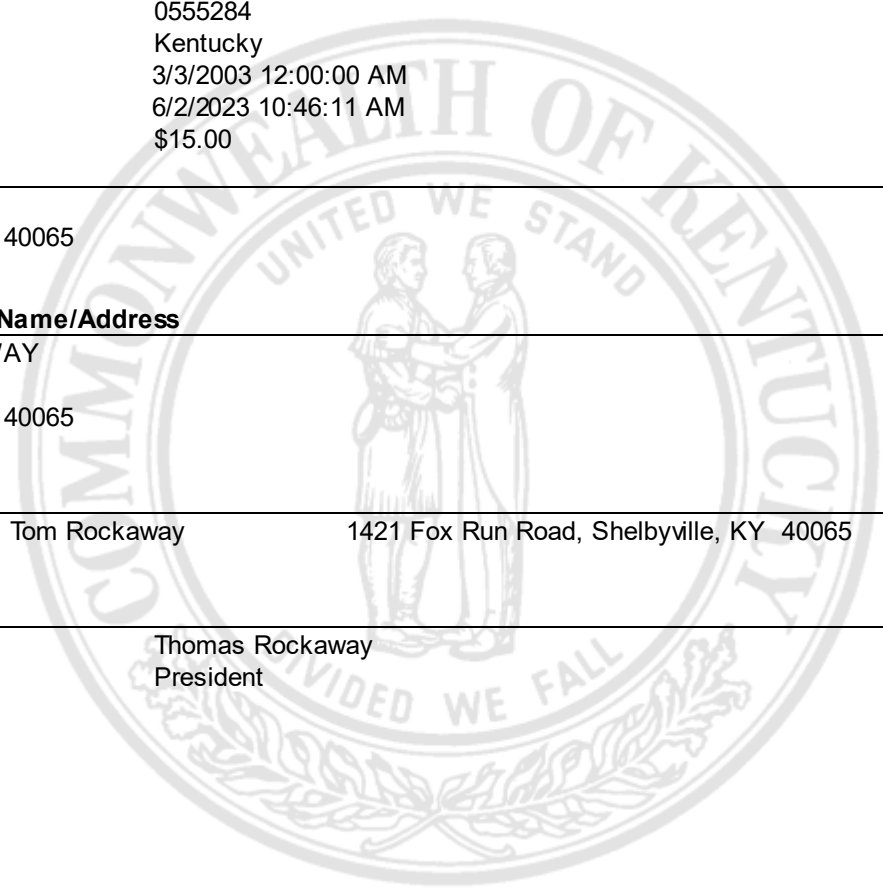 0555284
Kentucky
3/3/2003 12:00:00 AM
6/2/2023 10:46:11 AM
$15.00
40065
Name/Address
WAY
40065
Tom Rockaway 1421 Fox Run Road, Shelbyville, KY 40065
Thomas Rockaway
President
COMMONWEALTH OF KENTUCKY
UNITED WE STAND
DIVIDED WE FALL